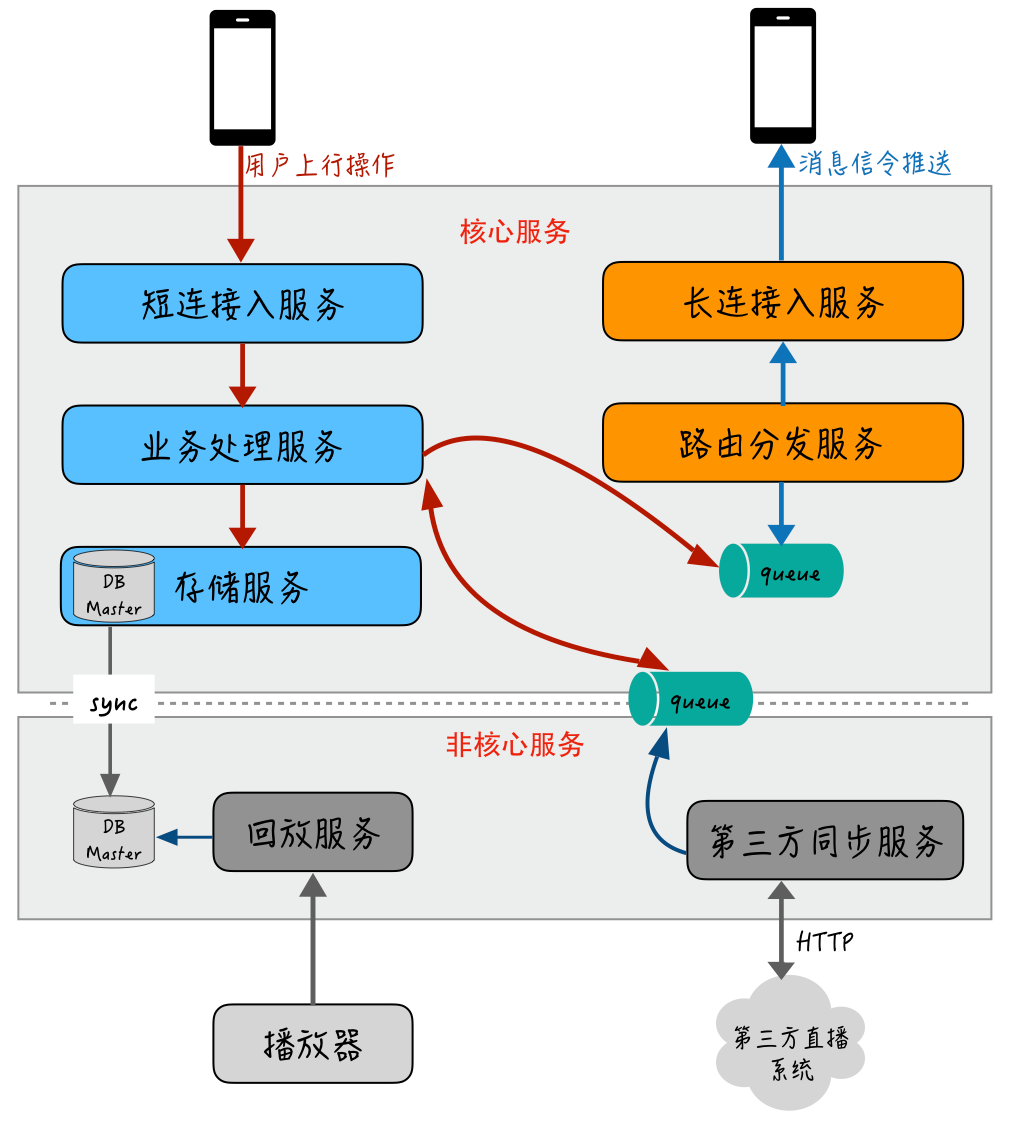 用户上行操作
消息信令推送
核心服务
短连接入服务
长连接入服务
业务处理服务
路由分发服务
DB
Master
存储服务
queue
sync
queue
非核心服务
DB
Master
回放服务
第三方同步服务
HTTP
播放器
第三方直播
系统